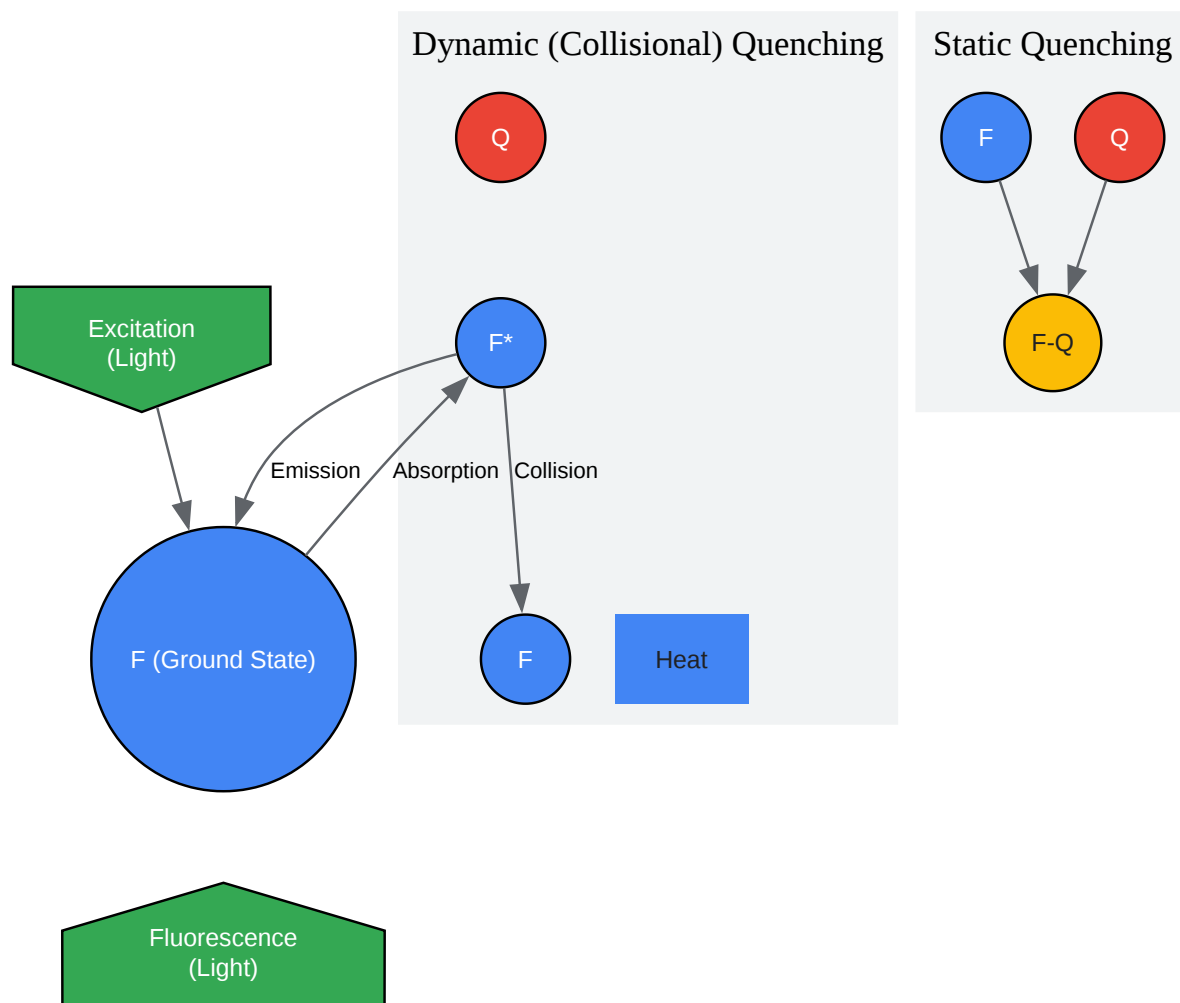 Dynamic (Collisional) Quenching
Static Quenching
Q
F
Q
Excitation
(Light)
F*
F-Q
Emission
Absorption
Collision
F (Ground State)
F
Heat
Fluorescence
(Light)